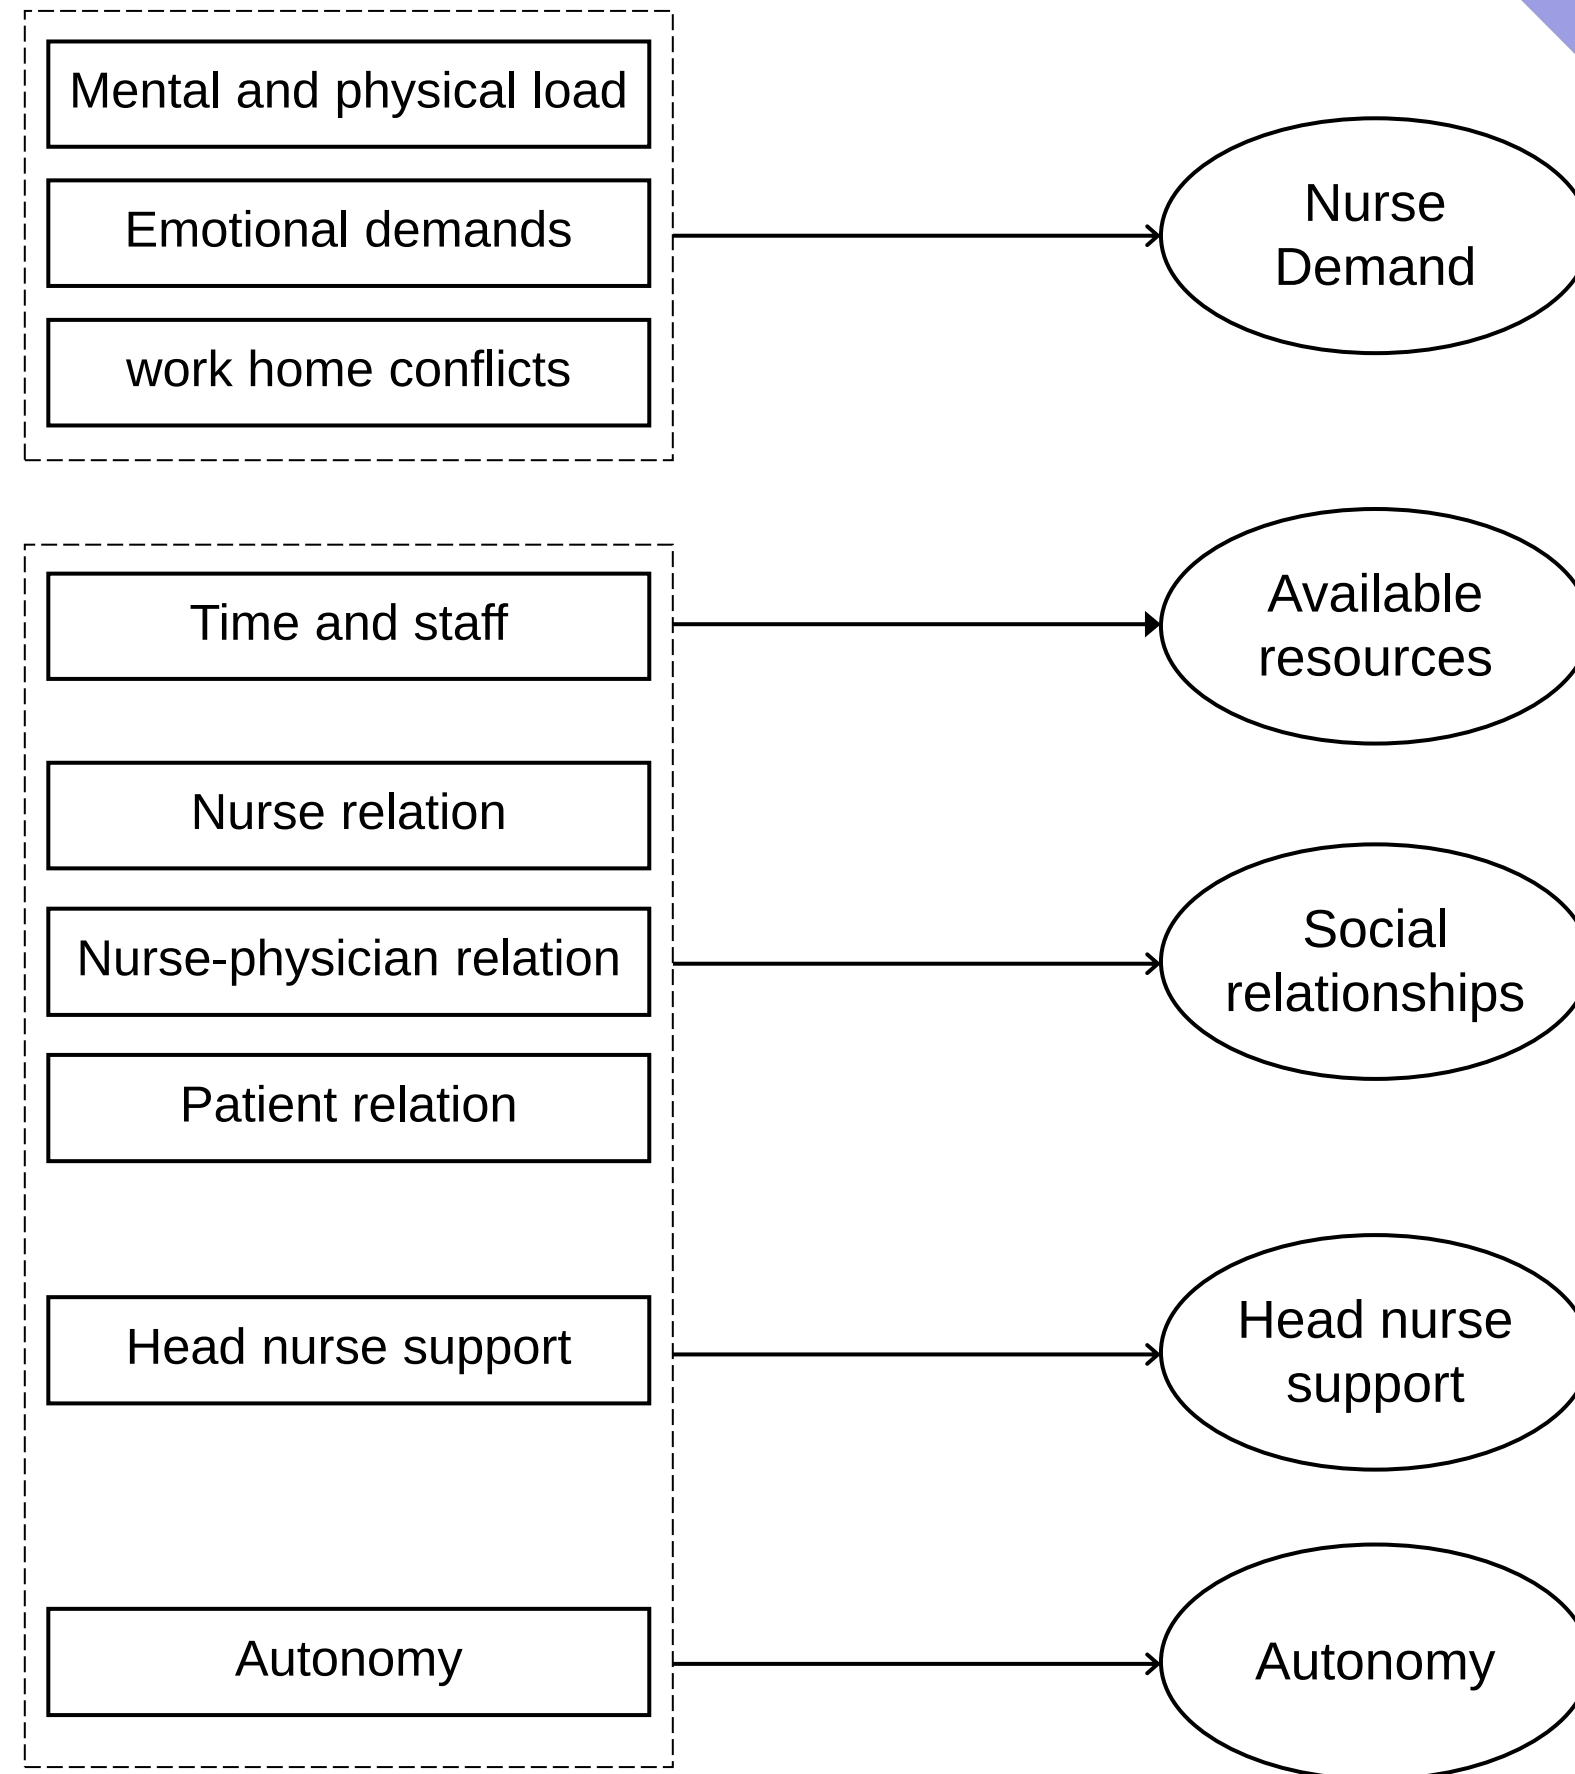 Mental and physical load
Emotional demands
work home conflicts
Nurse
Demand
Time and staff
Available
resources
Nurse relation
Nurse-physician relation
Patient relation
Social
relationships
Head nurse support
Head nurse
support
Autonomy
Autonomy